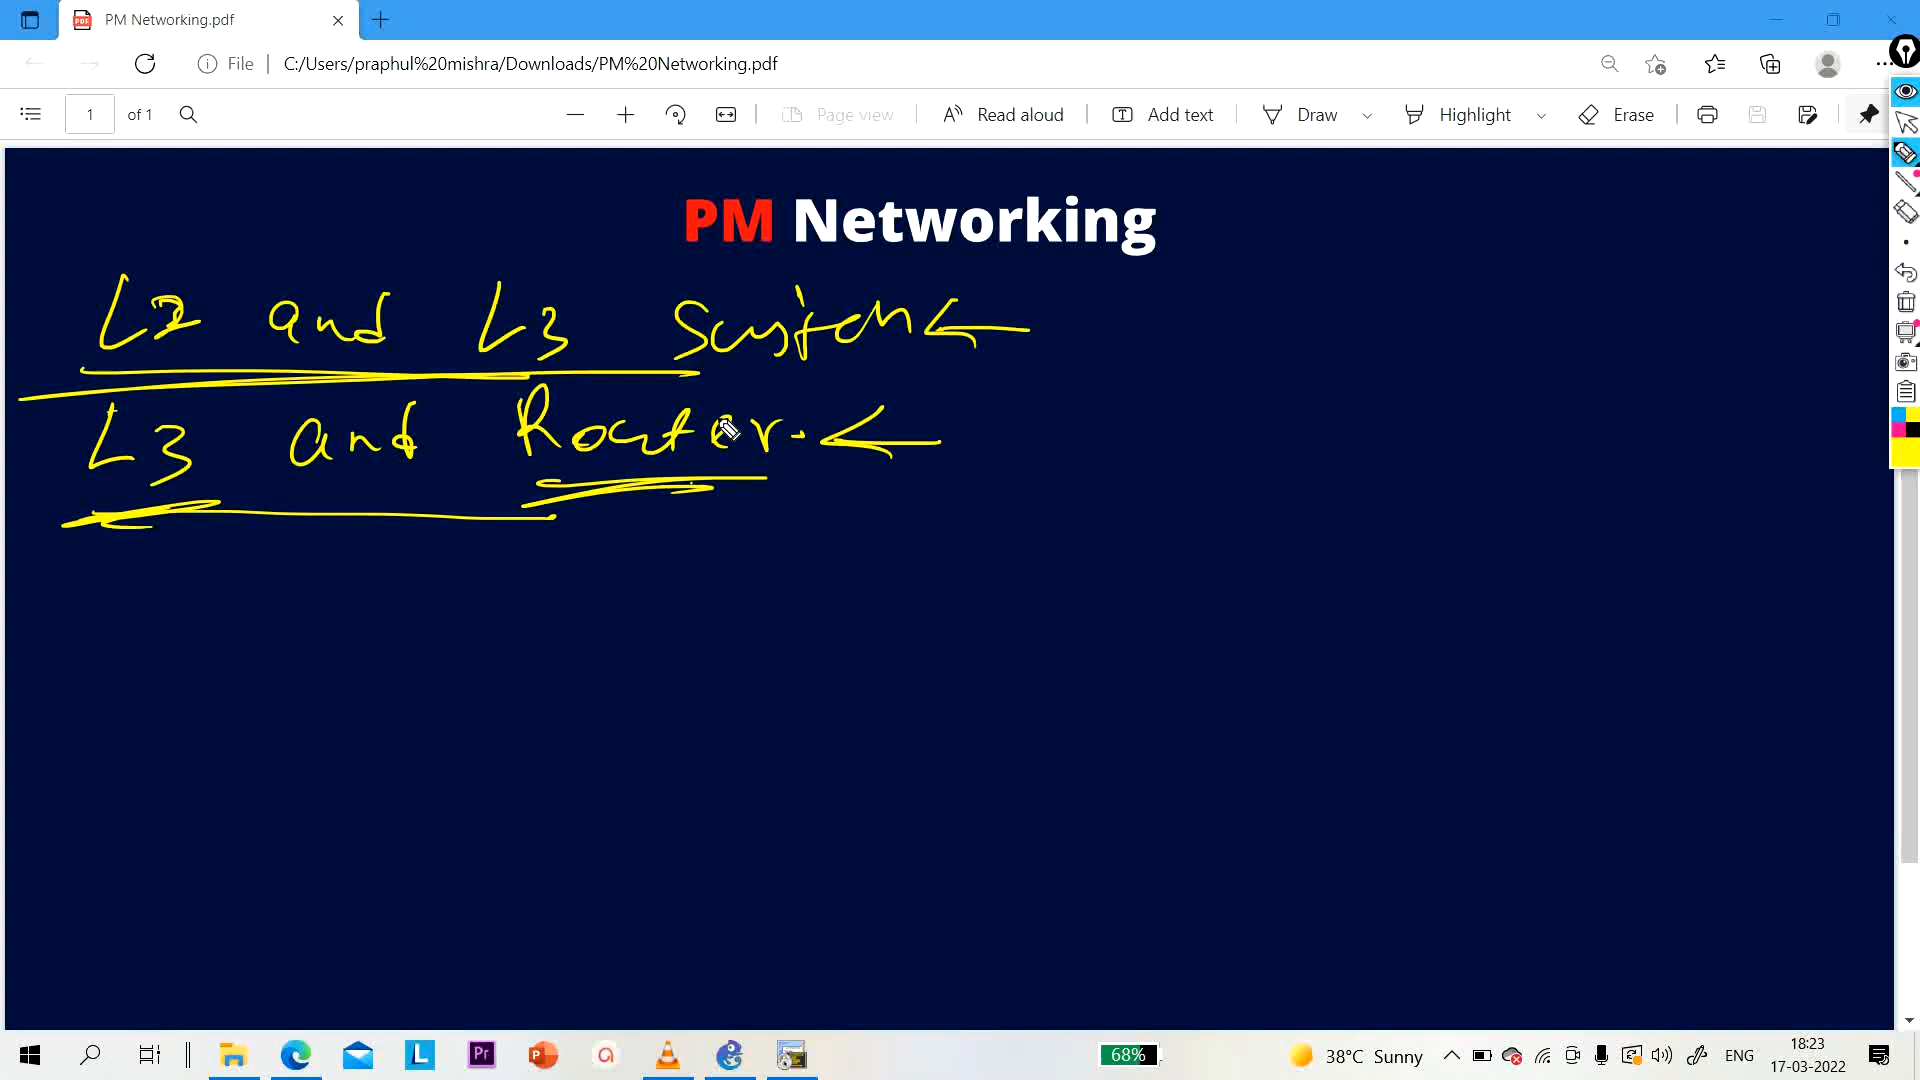 PM Networking.pdf
File C:/Users/praphul%20mishra/Downloads/PM%20Networking.pdf
1 of 1 Page view Read aloud Add text Draw Highlight Erase
PM Networking
L2 and L3 Switch
L3 and Router.
68% 38°C Sunny ENG 18:23
17-03-2022